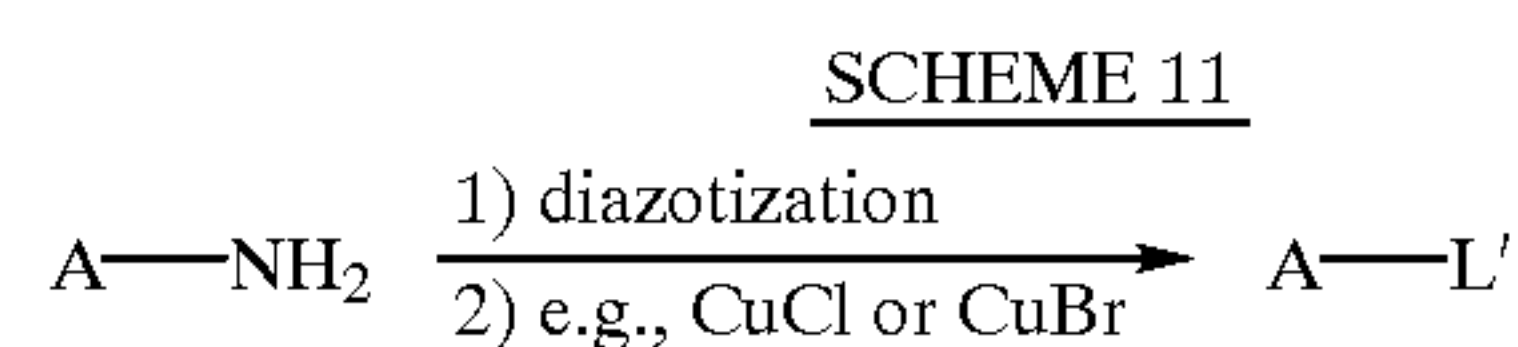 SCHEME 11
1) diazotization
A—NH₂ A—L'
2) e.g., CuCl or CuBr